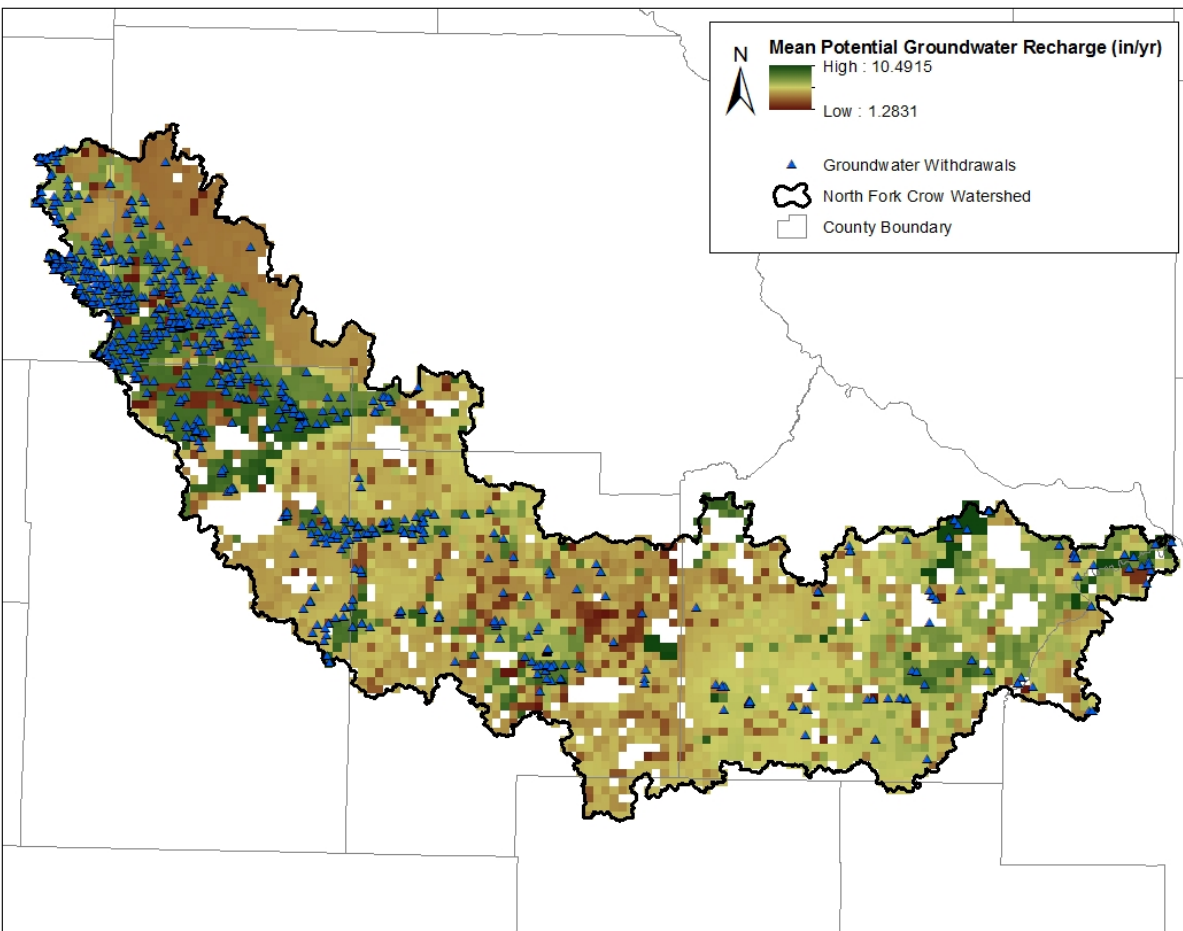 Mean Potential Groundwater Recharge (in/yr)
N
High : 10.4915
Low : 1.2831
Groundwater Withdrawals
North Fork Crow Watershed
County Boundary